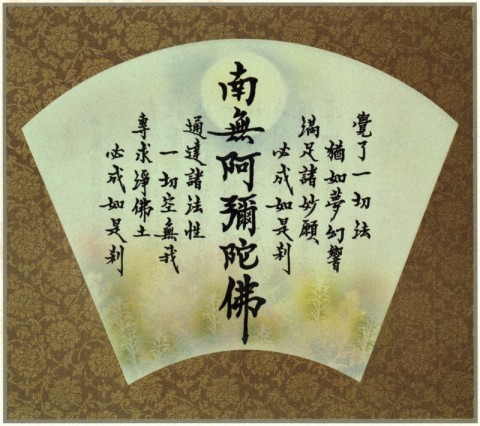 覺了一切法
猶如夢幻響
滿足諸妙願
必成如是刹
南無阿彌陀佛
通達諸法性
一切空無我
專求淨佛土
必成如是刹